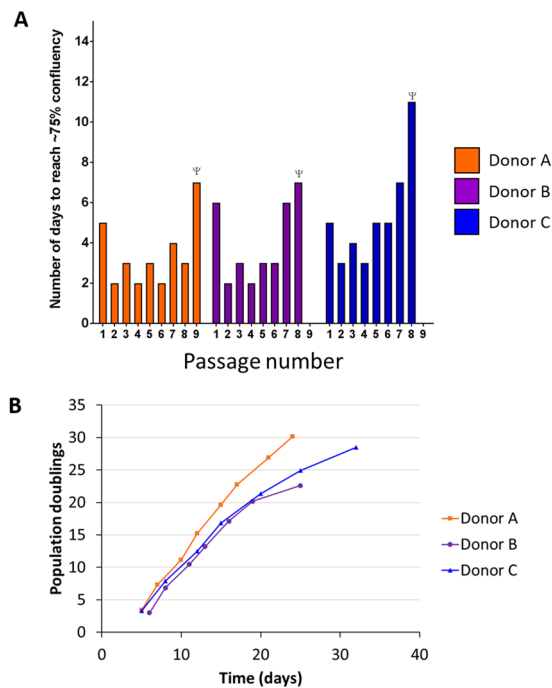 A
Number of days to reach ~75% confluency
14
12
10
8
6
4
2
0
Ψ
Ψ
Ψ
1 2 3 4 5 6 7 8 9 1 2 3 4 5 6 7 8 9 1 2 3 4 5 6 7 8 9
Passage number
Donor A
Donor B
Donor C
B
Population doublings
35
30
25
20
15
10
5
0
0 10 20 30 40
Time (days)
Donor A
Donor B
Donor C